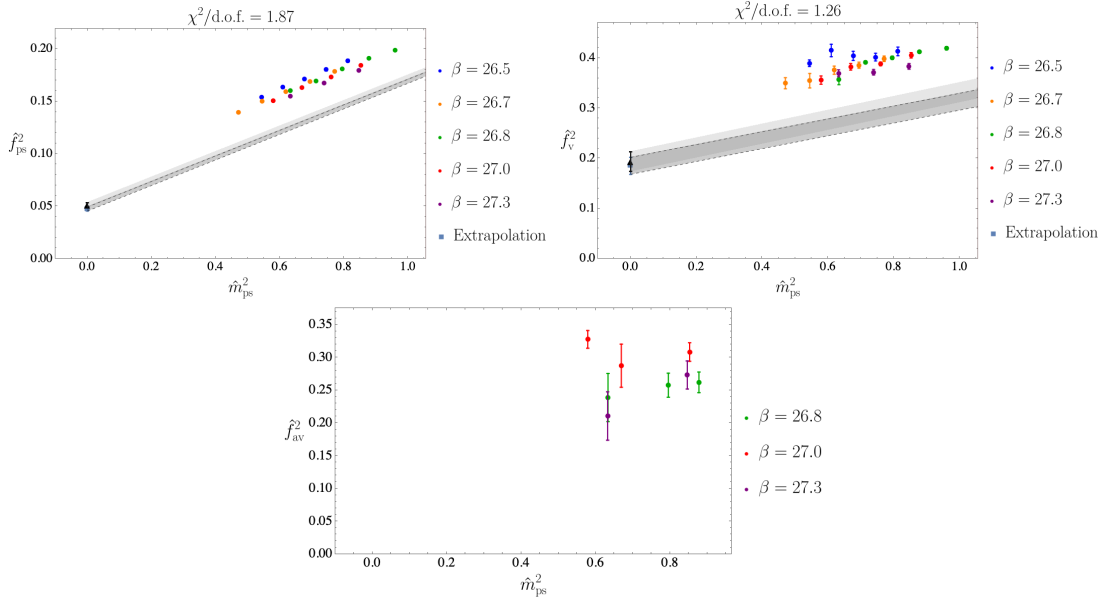 χ²/d.o.f. = 1.87
f̂²ps
0.20
0.15
0.10
0.05
0.00
0.0 0.2 0.4 0.6 0.8 1.0
m̂²ps
β = 26.5
β = 26.7
β = 26.8
β = 27.0
β = 27.3
Extrapolation
χ²/d.o.f. = 1.26
f̂²v
0.4
0.3
0.2
0.1
0.0
0.0 0.2 0.4 0.6 0.8 1.0
m̂²ps
β = 26.5
β = 26.7
β = 26.8
β = 27.0
β = 27.3
Extrapolation
f̂²av
0.35
0.30
0.25
0.20
0.15
0.10
0.05
0.00
0.0 0.2 0.4 0.6 0.8
m̂²ps
β = 26.8
β = 27.0
β = 27.3